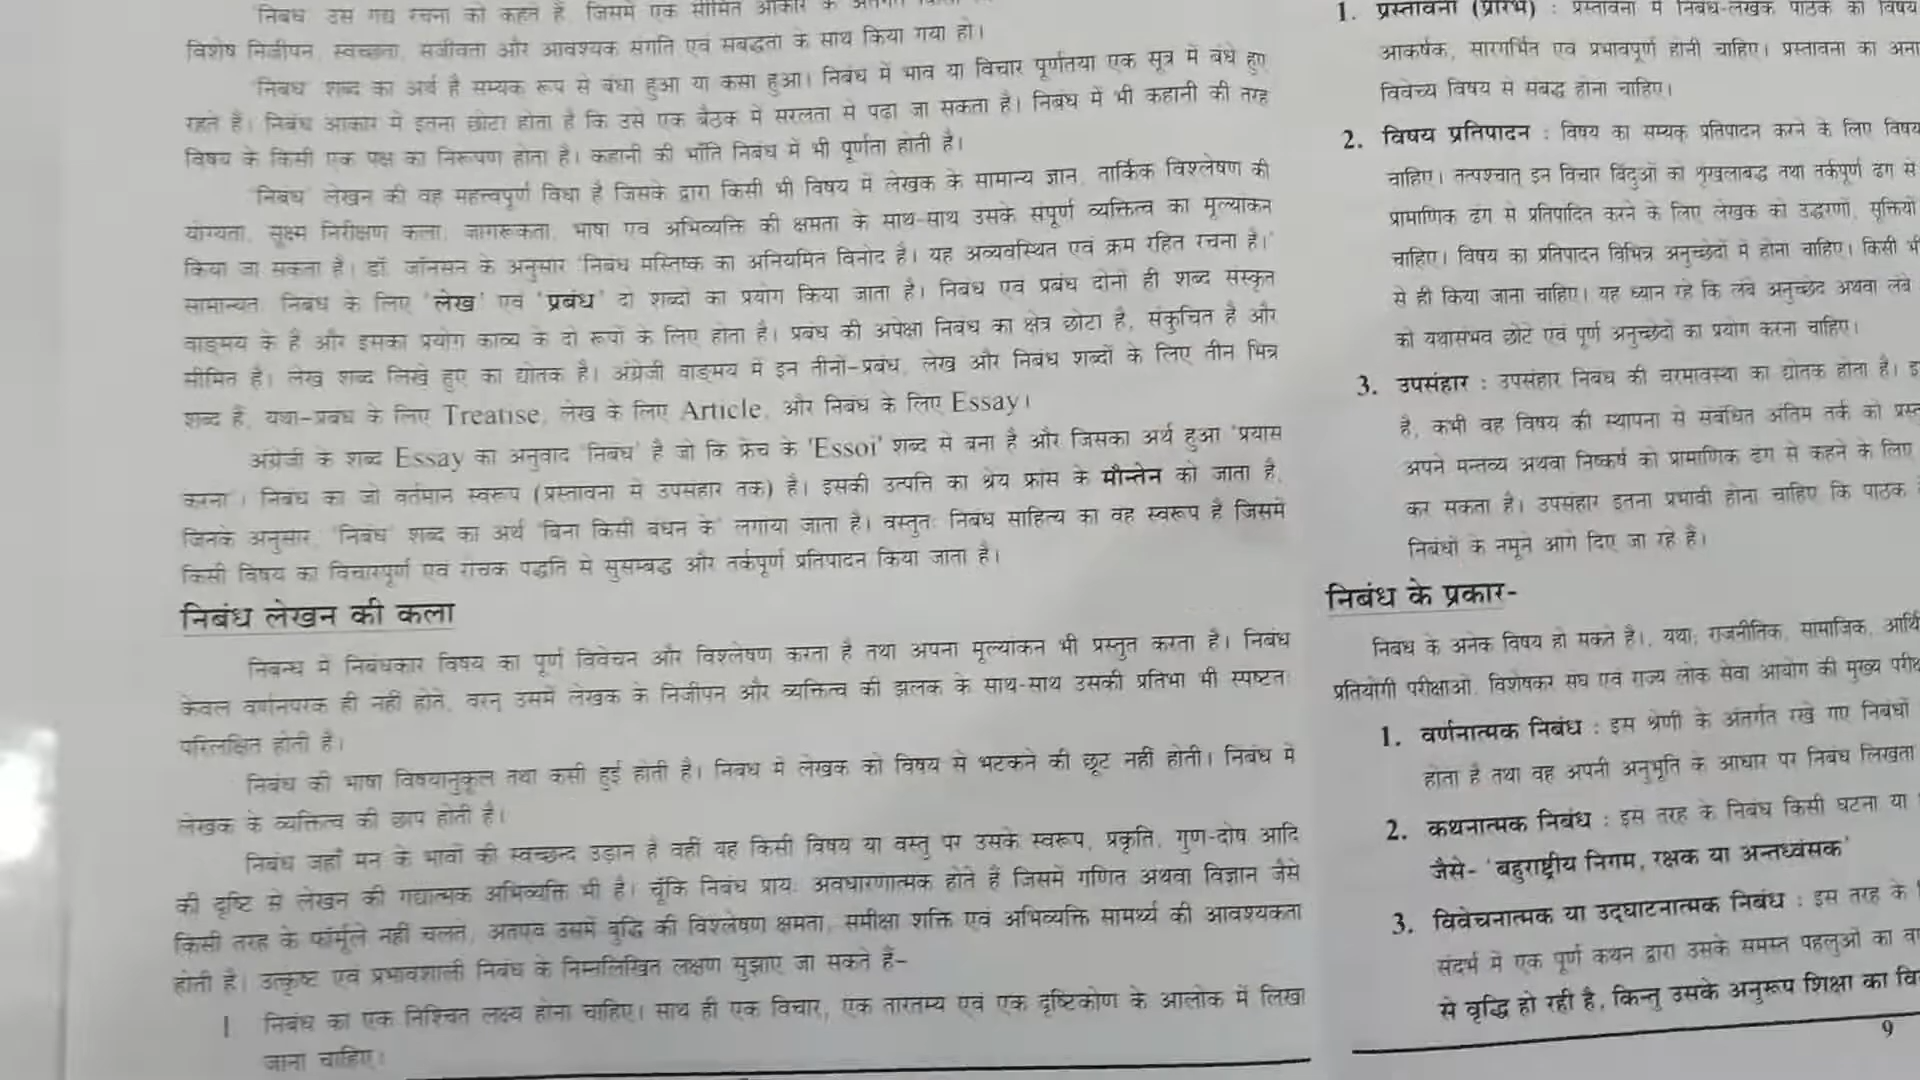 निबंध उस गद्य रचना को कहते हैं, जिसमें एक सीमित आकार के अंतर्गत
विशेष निजीपन, स्वच्छता, सजीवता और आवश्यक संगति एवं संबद्धता के साथ किया गया हो।
'निबंध' शब्द का अर्थ है सम्यक रूप से बंधा हुआ या कसा हुआ। निबंध में भाव या विचार पूर्णतया एक सूत्र में बंधे हुए
रहते हैं। निबंध आकार में इतना छोटा होता है कि उसे एक बैठक में सरलता से पढ़ा जा सकता है। निबंध में भी कहानी की तरह
विषय के किसी एक पक्ष का निरूपण होता है। कहानी की भाँति निबंध में भी पूर्णता होती है।
'निबंध' लेखन की वह महत्त्वपूर्ण विधा है जिसके द्वारा किसी भी विषय में लेखक के सामान्य ज्ञान, तार्किक विश्लेषण की
योग्यता, सूक्ष्म निरीक्षण कला, जागरूकता, भाषा एवं अभिव्यक्ति की क्षमता के साथ-साथ उसके संपूर्ण व्यक्तित्व का मूल्यांकन
किया जा सकता है। डॉ. जॉनसन के अनुसार 'निबंध मस्तिष्क का अनियमित विनोद है। यह अव्यवस्थित एवं क्रम रहित रचना है।'
सामान्यत: निबंध के लिए 'लेख' एवं 'प्रबंध' दो शब्दों का प्रयोग किया जाता है। निबंध एवं प्रबंध दोनों ही शब्द संस्कृत
वाङ्मय के हैं और इसका प्रयोग काव्य के दो रूपों के लिए होता है। प्रबंध की अपेक्षा निबंध का क्षेत्र छोटा है, संकुचित है और
सीमित है। लेख शब्द लिखे हुए का द्योतक है। अंग्रेजी वाङ्मय में इन तीनों-प्रबंध, लेख और निबंध शब्दों के लिए तीन भिन्न
शब्द हैं, यथा-प्रबंध के लिए Treatise, लेख के लिए Article, और निबंध के लिए Essay।
अंग्रेजी के शब्द Essay का अनुवाद 'निबंध' है जो कि फ्रेंच के 'Essoi' शब्द से बना है और जिसका अर्थ हुआ 'प्रयास
करना'। निबंध का जो वर्तमान स्वरूप (प्रस्तावना से उपसंहार तक) है। इसकी उत्पत्ति का श्रेय फ्रांस के मौन्तेन को जाता है,
जिनके अनुसार, 'निबंध' शब्द का अर्थ 'बिना किसी बंधन के' लगाया जाता है। वस्तुत: निबंध साहित्य का वह स्वरूप है जिसमें
किसी विषय का विचारपूर्ण एवं रोचक पद्धति से सुसम्बद्ध और तर्कपूर्ण प्रतिपादन किया जाता है।
निबंध लेखन की कला
निबन्ध में निबंधकार विषय का पूर्ण विवेचन और विश्लेषण करता है तथा अपना मूल्यांकन भी प्रस्तुत करता है। निबंध
केवल वर्णनपरक ही नहीं होते, वरन् उसमें लेखक के निजीपन और व्यक्तित्व की झलक के साथ-साथ उसकी प्रतिभा भी स्पष्टत:
परिलक्षित होती है।
निबंध की भाषा विषयानुकूल तथा कसी हुई होती है। निबंध में लेखक को विषय से भटकने की छूट नहीं होती। निबंध में
लेखक के व्यक्तित्व की छाप होती है।
निबंध जहाँ मन के भावों की स्वच्छन्द उड़ान है वहीं यह किसी विषय या वस्तु पर उसके स्वरूप, प्रकृति, गुण-दोष आदि
की दृष्टि से लेखन की गद्यात्मक अभिव्यक्ति भी है। चूँकि निबंध प्राय: अवधारणात्मक होते हैं जिसमें गणित अथवा विज्ञान जैसे
किसी तरह के फॉर्मूले नहीं चलते, अतएव उसमें बुद्धि की विश्लेषण क्षमता, समीक्षा शक्ति एवं अभिव्यक्ति सामर्थ्य की आवश्यकता
होती है। उत्कृष्ट एवं प्रभावशाली निबंध के निम्नलिखित लक्षण सुझाए जा सकते हैं-
1 निबंध का एक निश्चित लक्ष्य होना चाहिए। साथ ही एक विचार, एक तारतम्य एवं एक दृष्टिकोण के आलोक में लिखा
जाना चाहिए।
1. प्रस्तावना (प्रारंभ) : प्रस्तावना में निबंध-लेखक पाठक को विषय
आकर्षक, सारगर्भित एवं प्रभावपूर्ण होनी चाहिए। प्रस्तावना का अना
विवेच्य विषय से संबद्ध होना चाहिए।
2. विषय प्रतिपादन : विषय का सम्यक् प्रतिपादन करने के लिए विषय
चाहिए। तत्पश्चात् इन विचार बिंदुओं को शृंखलाबद्ध तथा तर्कपूर्ण ढंग से
प्रामाणिक ढंग से प्रतिपादित करने के लिए लेखक को उद्धरणों, सूक्तियों
चाहिए। विषय का प्रतिपादन विभिन्न अनुच्छेदों में होना चाहिए। किसी भी
से ही किया जाना चाहिए। यह ध्यान रहे कि लंबे अनुच्छेद अथवा लंबे
को यथासंभव छोटे एवं पूर्ण अनुच्छेदों का प्रयोग करना चाहिए।
3. उपसंहार : उपसंहार निबंध की चरमावस्था का द्योतक होता है।
है, कभी वह विषय की स्थापना से संबंधित अंतिम तर्क को प्रस्त
अपने मन्तव्य अथवा निष्कर्ष को प्रामाणिक ढंग से कहने के लिए
कर सकता है। उपसंहार इतना प्रभावी होना चाहिए कि पाठक
निबंधों के नमूने आगे दिए जा रहे हैं।
निबंध के प्रकार-
निबंध के अनेक विषय हो सकते हैं।, यथा, राजनीतिक, सामाजिक, आर्थि
प्रतियोगी परीक्षाओं, विशेषकर संघ एवं राज्य लोक सेवा आयोग की मुख्य परीक्ष
1. वर्णनात्मक निबंध : इस श्रेणी के अंतर्गत रखे गए निबंधों
होता है तथा वह अपनी अनुभूति के आधार पर निबंध लिखता
2. कथनात्मक निबंध : इस तरह के निबंध किसी घटना या
जैसे- 'बहुराष्ट्रीय निगम, रक्षक या अन्तर्ध्वंसक'
3. विवेचनात्मक या उद्घाटनात्मक निबंध : इस तरह के
संदर्भ में एक पूर्ण कथन द्वारा उसके समस्त पहलुओं का वा
से वृद्धि हो रही है, किन्तु उसके अनुरूप शिक्षा का वि
9